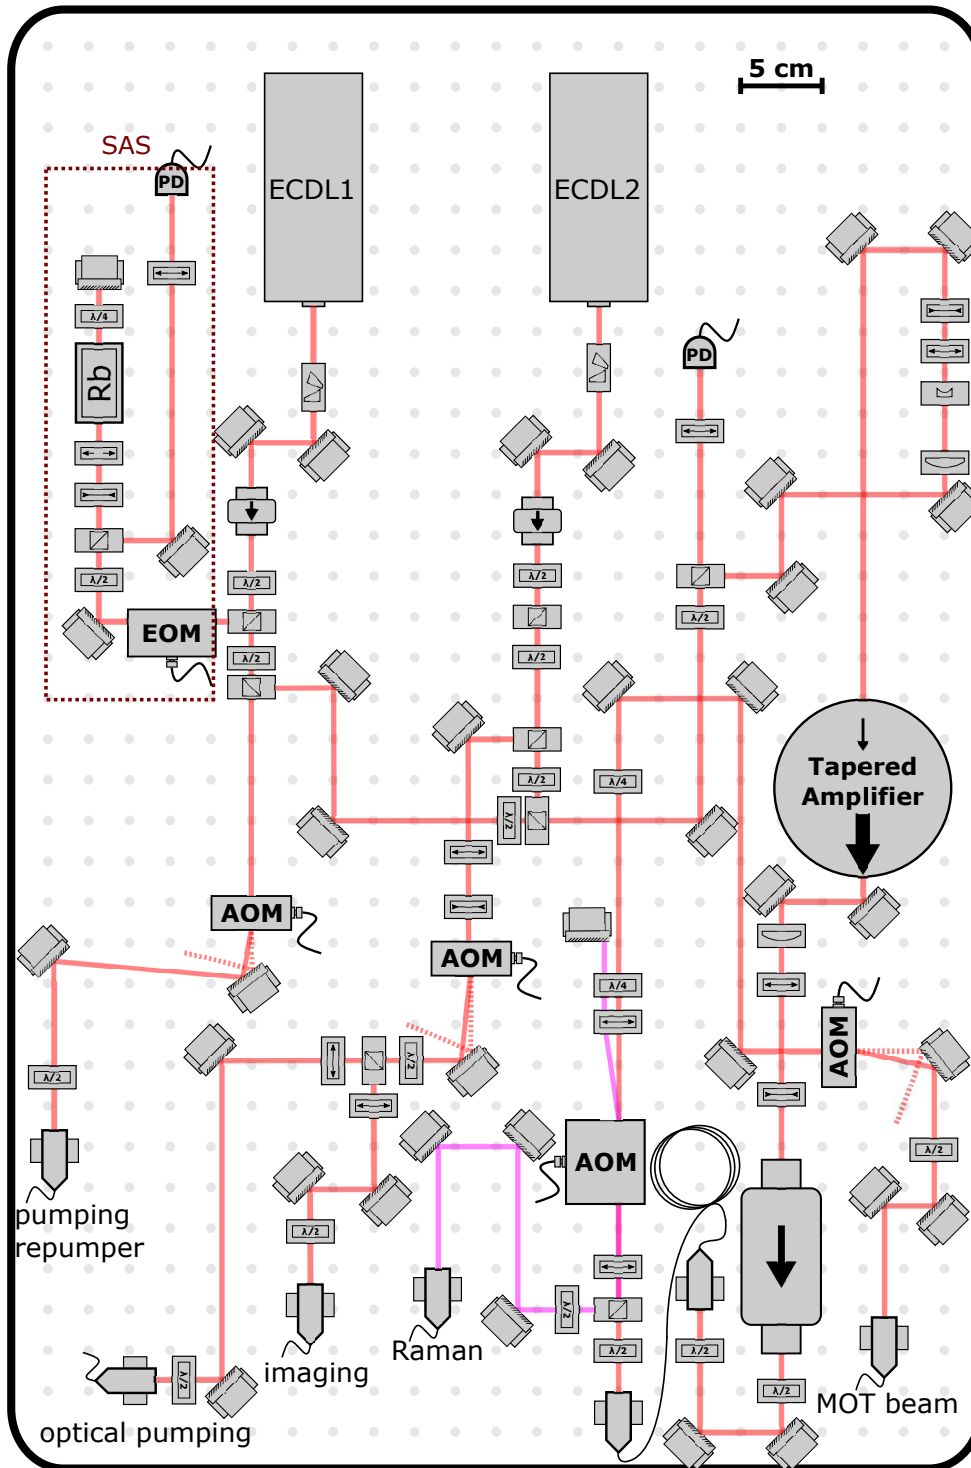 5 cm
SAS
PD
ECDL1
ECDL2
λ/4
Rb
PD
λ/2
λ/2
λ/2
λ/2
EOM
λ/2
λ/2
λ/2
λ/4
λ/2
Tapered
Amplifier
λ/2
AOM
AOM
λ/4
AOM
λ/2
λ/2
λ/2
AOM
pumping
repumper
λ/2
λ/2
λ/2
λ/2
Raman
imaging
λ/2
λ/2
MOT beam
optical pumping